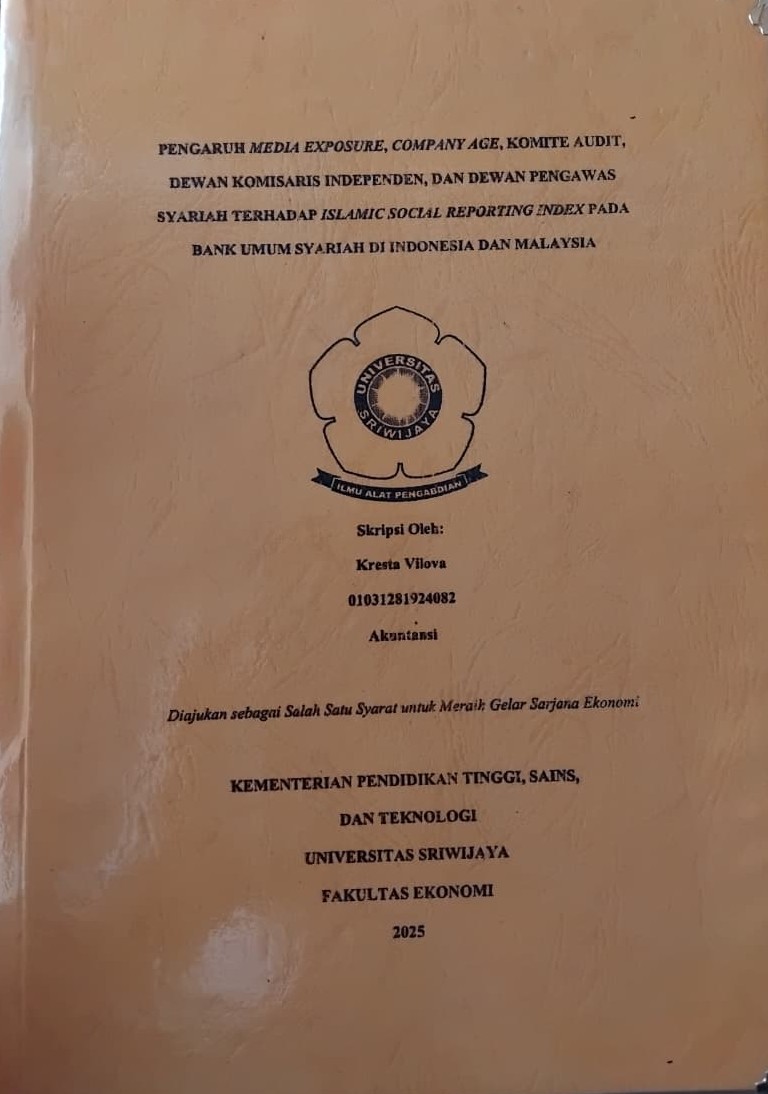 PENGARUH MEDIA EXPOSURE, COMPANY AGE, KOMITE AUDIT,
DEWAN KOMISARIS INDEPENDEN, DAN DEWAN PENGAWAS
SYARIAH TERHADAP ISLAMIC SOCIAL REPORTING INDEX PADA
BANK UMUM SYARIAH DI INDONESIA DAN MALAYSIA
UNIVERSITAS
SRIWIJAYA
ILMU ALAT PENGABDIAN
Skripsi Oleh:
Kresta Vilova
01031281924082
Akuntansi
Diajukan sebagai Salah Satu Syarat untuk Meraih Gelar Sarjana Ekonomi
KEMENTERIAN PENDIDIKAN TINGGI, SAINS,
DAN TEKNOLOGI
UNIVERSITAS SRIWIJAYA
FAKULTAS EKONOMI
2025